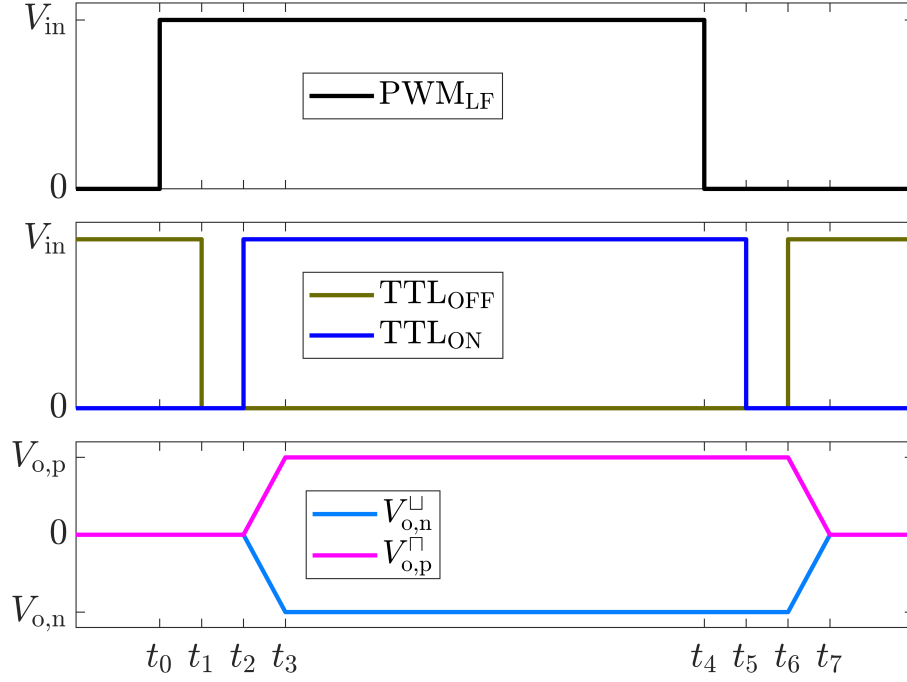 V_in
PWM_LF
0
V_in
TTL_OFF
TTL_ON
0
V_o,p
0
V_o,n^⊔
V_o,p^⊓
V_o,n
t_0 t_1 t_2 t_3 t_4 t_5 t_6 t_7